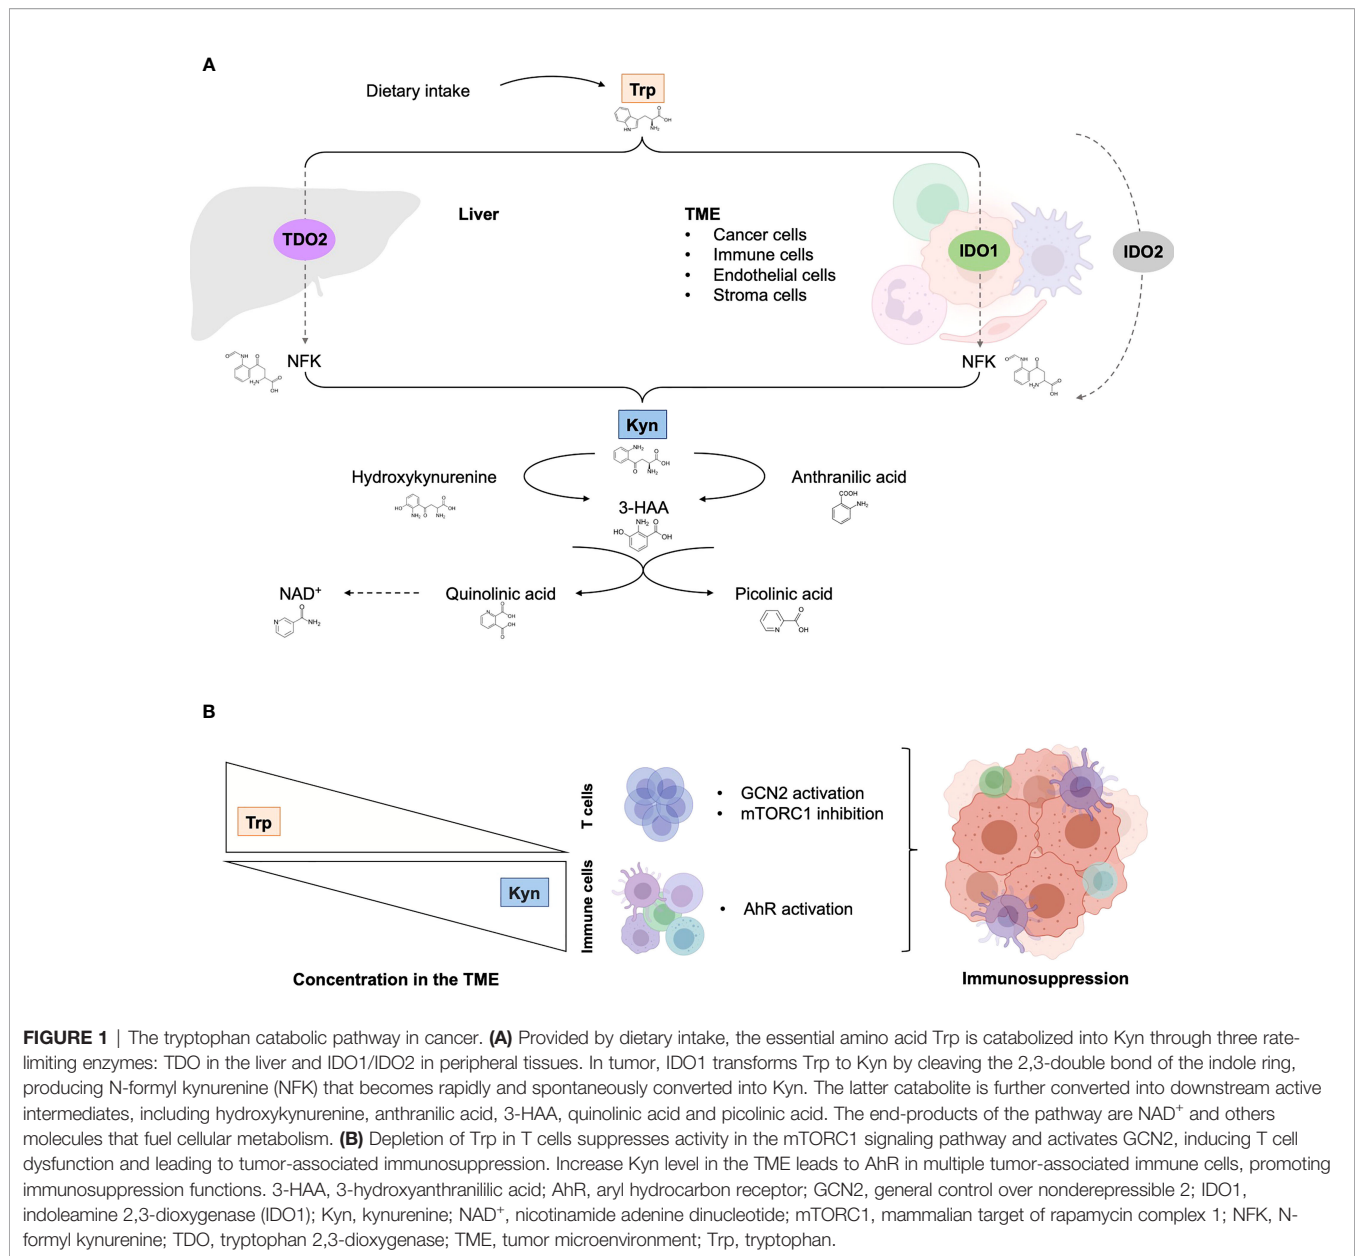 A
Dietary intake
Trp
Liver
TME
• Cancer cells
• Immune cells
• Endothelial cells
• Stroma cells
TDO2
IDO1
IDO2
NFK
NFK
Kyn
Hydroxykynurenine
Anthranilic acid
3-HAA
NAD⁺
Quinolinic acid
Picolinic acid
B
Trp
Kyn
Concentration in the TME
T cells
• GCN2 activation
• mTORC1 inhibition
Immune cells
• AhR activation
Immunosuppression
FIGURE 1 | The tryptophan catabolic pathway in cancer. (A) Provided by dietary intake, the essential amino acid Trp is catabolized into Kyn through three rate-
limiting enzymes: TDO in the liver and IDO1/IDO2 in peripheral tissues. In tumor, IDO1 transforms Trp to Kyn by cleaving the 2,3-double bond of the indole ring,
producing N-formyl kynurenine (NFK) that becomes rapidly and spontaneously converted into Kyn. The latter catabolite is further converted into downstream active
intermediates, including hydroxykynurenine, anthranilic acid, 3-HAA, quinolinic acid and picolinic acid. The end-products of the pathway are NAD⁺ and others
molecules that fuel cellular metabolism. (B) Depletion of Trp in T cells suppresses activity in the mTORC1 signaling pathway and activates GCN2, inducing T cell
dysfunction and leading to tumor-associated immunosuppression. Increase Kyn level in the TME leads to AhR in multiple tumor-associated immune cells, promoting
immunosuppression functions. 3-HAA, 3-hydroxyanthranililic acid; AhR, aryl hydrocarbon receptor; GCN2, general control over nonderepressible 2; IDO1,
indoleamine 2,3-dioxygenase (IDO1); Kyn, kynurenine; NAD⁺, nicotinamide adenine dinucleotide; mTORC1, mammalian target of rapamycin complex 1; NFK, N-
formyl kynurenine; TDO, tryptophan 2,3-dioxygenase; TME, tumor microenvironment; Trp, tryptophan.